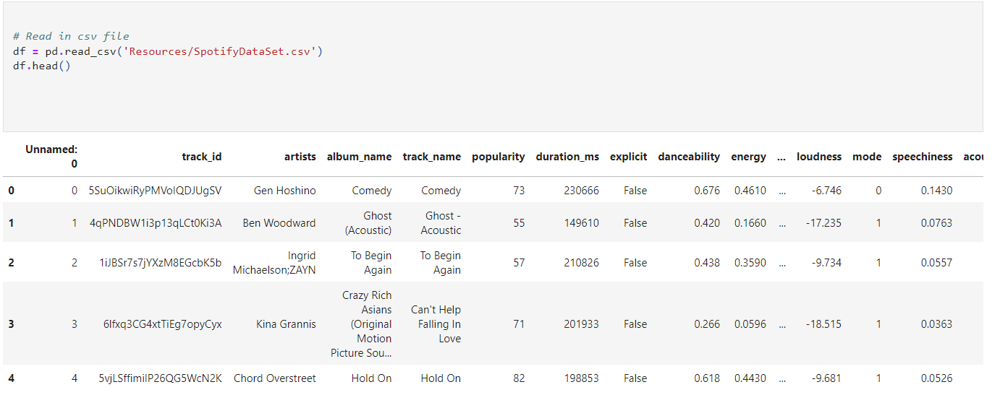 # Read in csv file
df = pd.read_csv('Resources/SpotifyDataSet.csv')
df.head()
Unnamed: 0 track_id artists album_name track_name popularity duration_ms explicit danceability energy ... loudness mode speechiness acou
0 0 5SuOikwiRyPMVoIQDJUgSV Gen Hoshino Comedy Comedy 73 230666 False 0.676 0.4610 ... -6.746 0 0.1430
1 1 4qPNDBW1i3p13qLCt0Ki3A Ben Woodward Ghost (Acoustic) Ghost - Acoustic 55 149610 False 0.420 0.1660 ... -17.235 1 0.0763
2 2 1iJBSr7s7jYXzM8EGcbK5b Ingrid Michaelson;ZAYN To Begin Again To Begin Again 57 210826 False 0.438 0.3590 ... -9.734 1 0.0557
3 3 6lfxq3CG4xtTiEg7opyCyx Kina Grannis Crazy Rich Asians (Original Motion Picture Sou... Can't Help Falling In Love 71 201933 False 0.266 0.0596 ... -18.515 1 0.0363
4 4 5vjLSffimiIP26QG5WcN2K Chord Overstreet Hold On Hold On 82 198853 False 0.618 0.4430 ... -9.681 1 0.0526